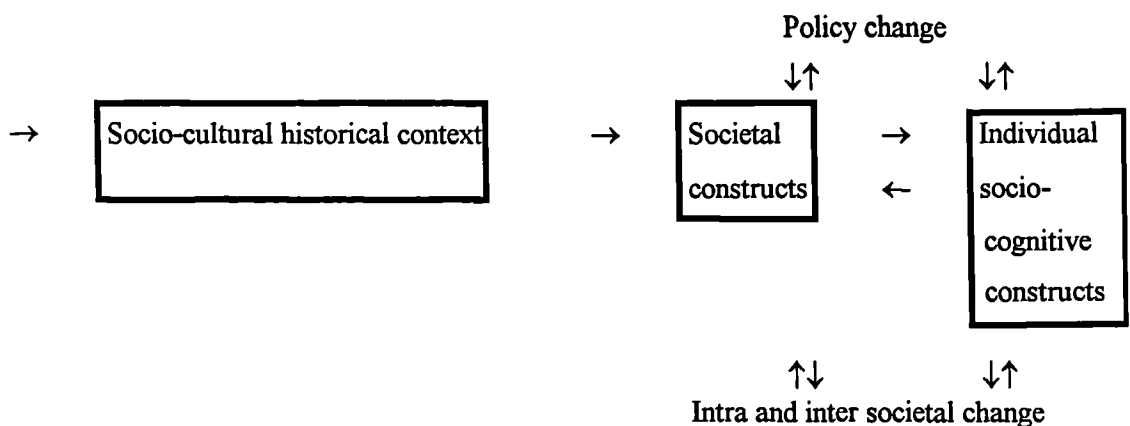 Policy change
↓↑ ↓↑
→ Socio-cultural historical context → Societal → Individual
constructs ← socio-
cognitive
constructs
↑↓ ↓↑
Intra and inter societal change